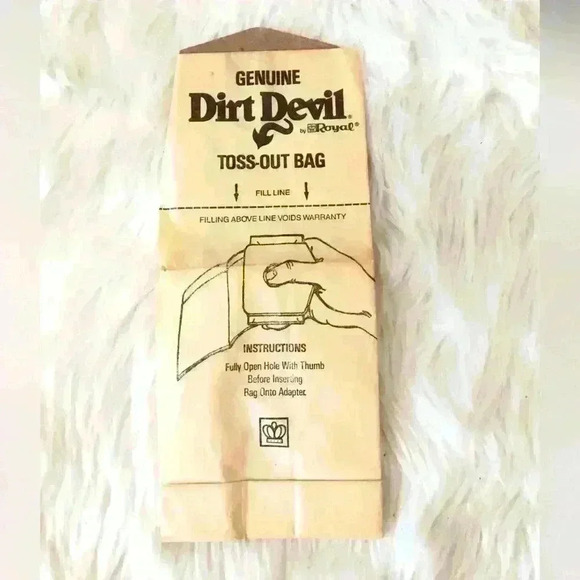 GENUINE
Dirt Devil®
by Royal®
TOSS-OUT BAG
FILL LINE
FILLING ABOVE LINE VOIDS WARRANTY
INSTRUCTIONS
Fully Open Hole With Thumb
Before Inserting
Bag Onto Adapter.